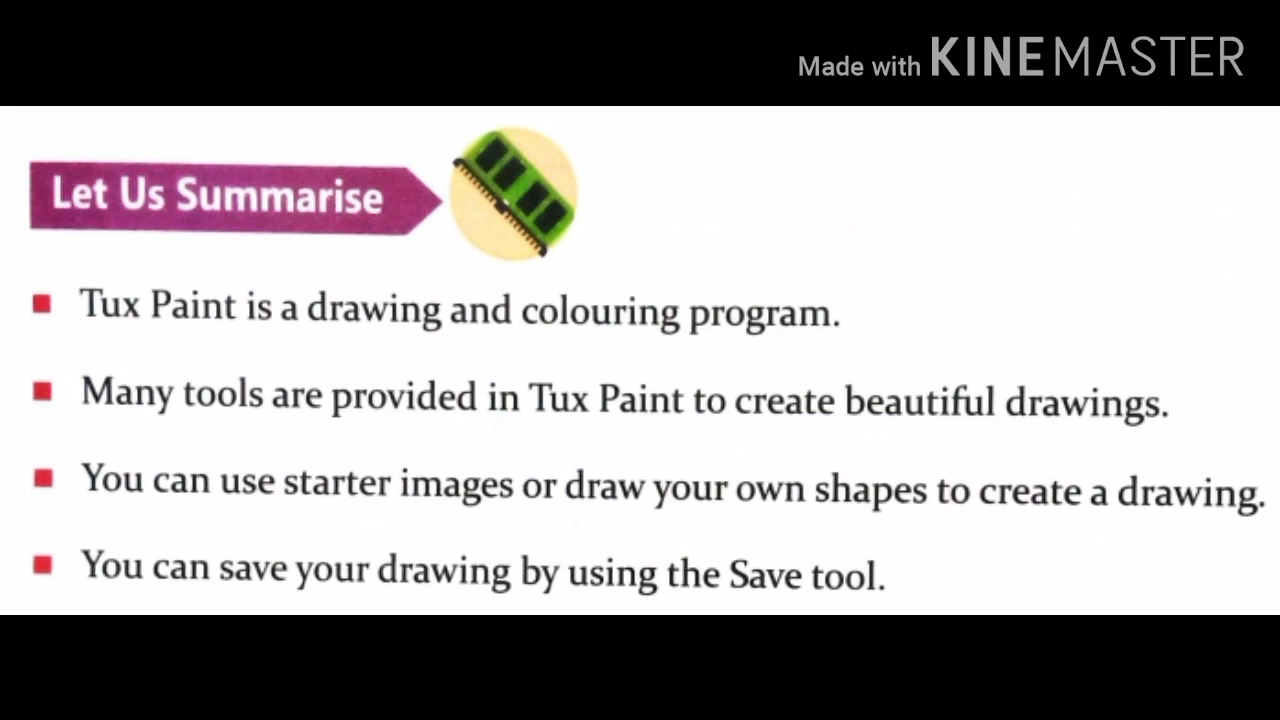 Made with KINEMASTER
Let Us Summarise
Tux Paint is a drawing and colouring program.
Many tools are provided in Tux Paint to create beautiful drawings.
You can use starter images or draw your own shapes to create a drawing.
You can save your drawing by using the Save tool.